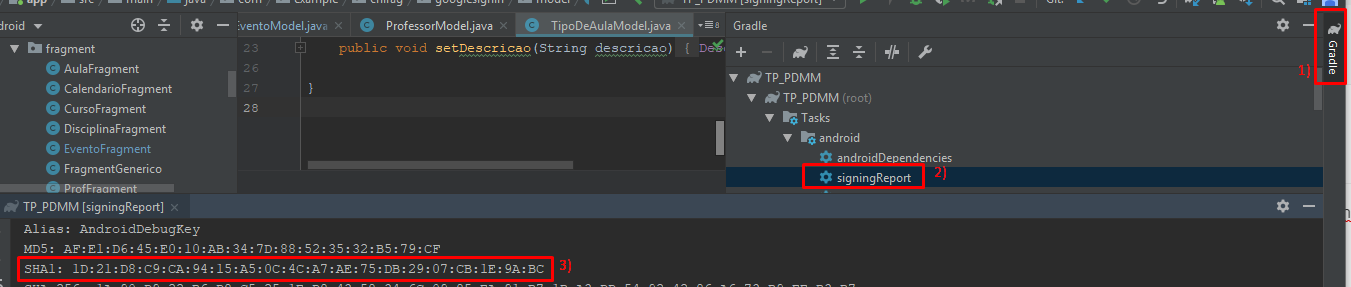 app src main java com example chirag googlesignin model TP_PDMM [signingReport]
ndroid
EventoModel.java ProfessorModel.java TipoDeAulaModel.java 8
Gradle
fragment
AulaFragment
CalendarioFragment
CursoFragment
DisciplinaFragment
EventoFragment
FragmentGenerico
ProfFragment
23 public void setDescricao(String descricao) { Desc
26
27 }
28
TP_PDMM
TP_PDMM (root)
Tasks
android
androidDependencies
signingReport 2)
1) Gradle
TP_PDMM [signingReport]
Alias: AndroidDebugKey
MD5: AF:E1:D6:45:E0:10:AB:34:7D:88:52:35:32:B5:79:CF
SHA1: 1D:21:D8:C9:CA:94:15:A5:0C:4C:A7:AE:75:DB:29:07:CB:1E:9A:BC 3)